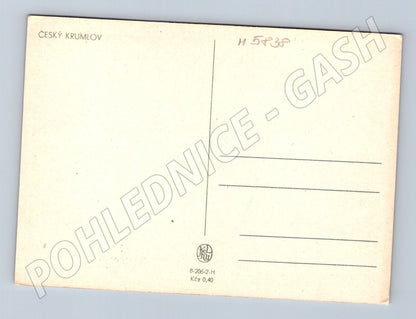 ČESKÝ KRUMLOV
H 5838
POHLEDNICE - GASH
8-206-2-H
Kčs 0,40